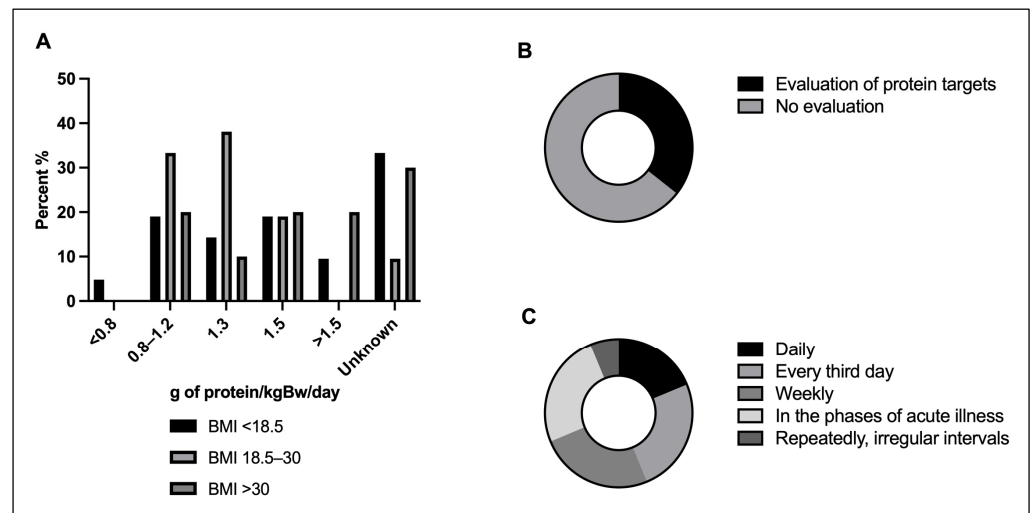 A
Percent %
50
40
30
20
10
0
<0.8
0.8–1.2
1.3
1.5
>1.5
Unknown
g of protein/kgBw/day
BMI <18.5
BMI 18.5–30
BMI >30
B
Evaluation of protein targets
No evaluation
C
Daily
Every third day
Weekly
In the phases of acute illness
Repeatedly, irregular intervals